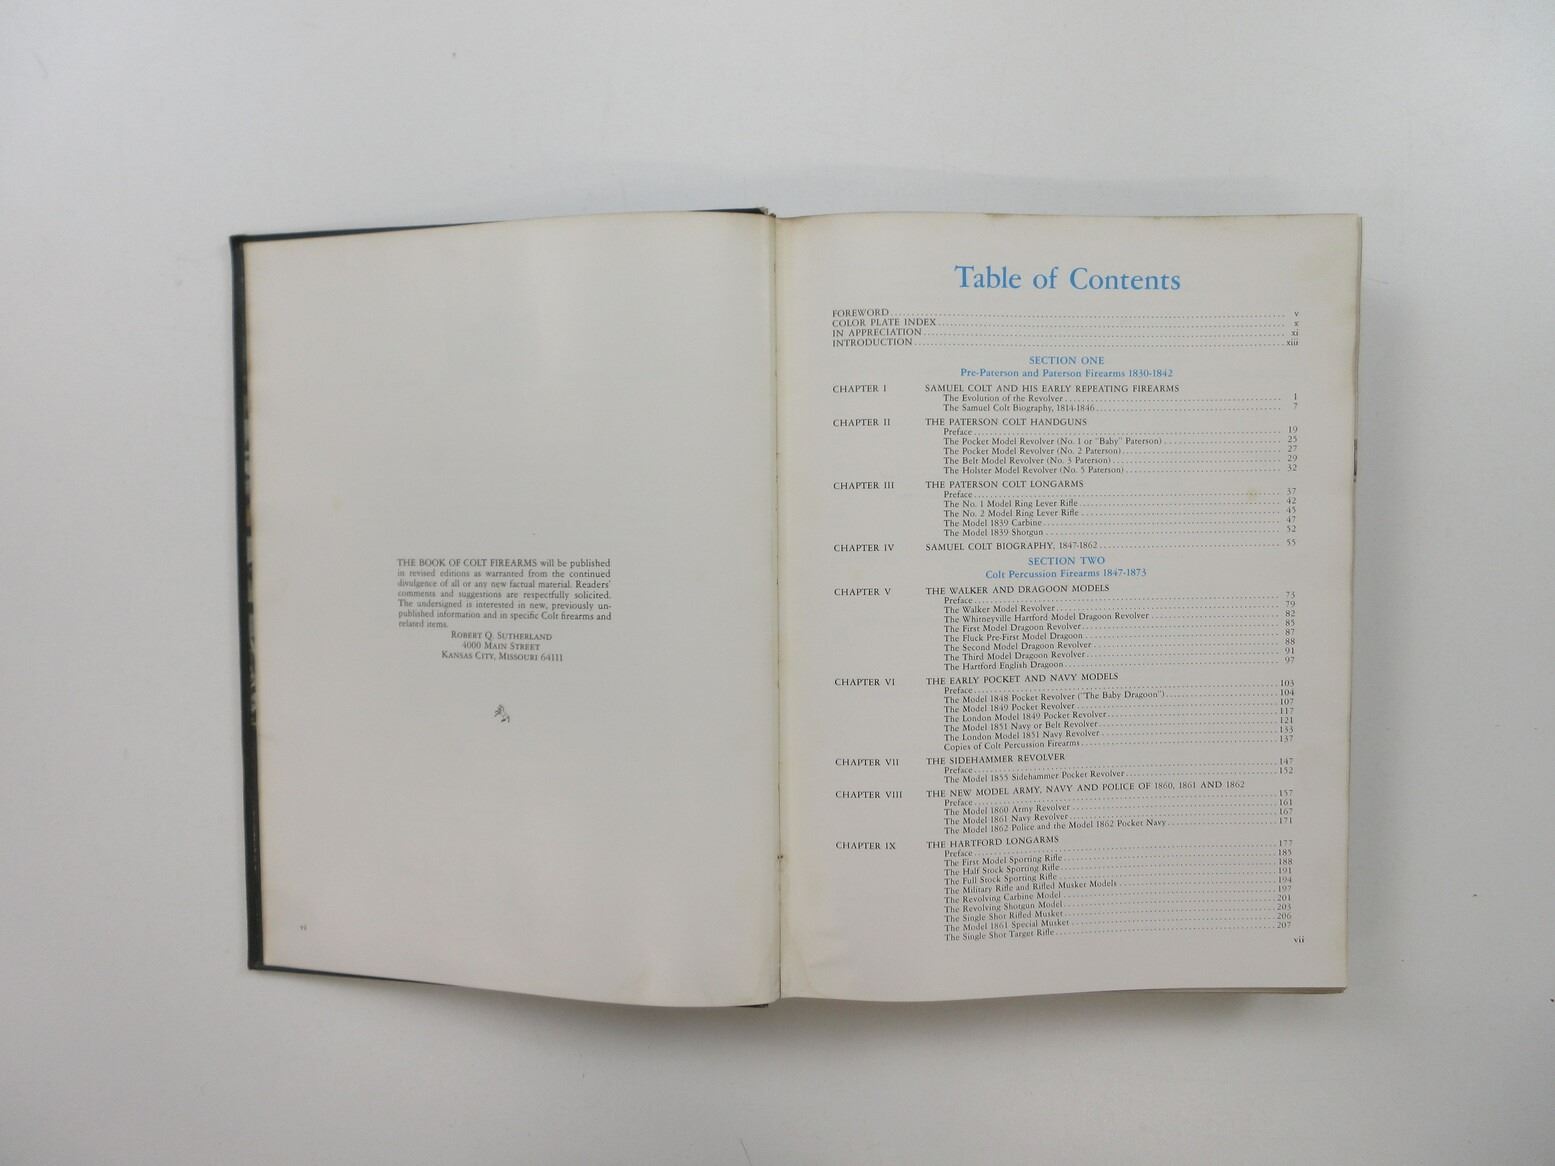 THE BOOK OF COLT FIREARMS will be published
in revised editions as warranted from the continued
divulgence of all or any new factual material. Readers'
comments and suggestions are respectfully solicited.
The undersigned is interested in new, previously un-
published information and in specific Colt firearms and
related items.
ROBERT Q. SUTHERLAND
4000 MAIN STREET
KANSAS CITY, MISSOURI 64111
vi
Table of Contents
FOREWORD v
COLOR PLATE INDEX x
IN APPRECIATION xi
INTRODUCTION xiii
SECTION ONE
Pre-Paterson and Paterson Firearms 1830-1842
CHAPTER I SAMUEL COLT AND HIS EARLY REPEATING FIREARMS
The Evolution of the Revolver 1
The Samuel Colt Biography, 1814-1846 7
CHAPTER II THE PATERSON COLT HANDGUNS
Preface 19
The Pocket Model Revolver (No. 1 or "Baby" Paterson) 25
The Pocket Model Revolver (No. 2 Paterson) 27
The Belt Model Revolver (No. 3 Paterson) 29
The Holster Model Revolver (No. 5 Paterson) 32
CHAPTER III THE PATERSON COLT LONGARMS
Preface 37
The No. 1 Model Ring Lever Rifle 42
The No. 2 Model Ring Lever Rifle 45
The Model 1839 Carbine 47
The Model 1839 Shotgun 52
CHAPTER IV SAMUEL COLT BIOGRAPHY, 1847-1862 55
SECTION TWO
Colt Percussion Firearms 1847-1873
CHAPTER V THE WALKER AND DRAGOON MODELS
Preface 73
The Walker Model Revolver 79
The Whitneyville Hartford Model Dragoon Revolver 82
The First Model Dragoon Revolver 85
The Fluck Pre-First Model Dragoon 87
The Second Model Dragoon Revolver 88
The Third Model Dragoon Revolver 91
The Hartford English Dragoon 97
CHAPTER VI THE EARLY POCKET AND NAVY MODELS
Preface 103
The Model 1848 Pocket Revolver ("The Baby Dragoon") 104
The Model 1849 Pocket Revolver 107
The London Model 1849 Pocket Revolver 117
The Model 1851 Navy or Belt Revolver 121
The London Model 1851 Navy Revolver 133
Copies of Colt Percussion Firearms 137
CHAPTER VII THE SIDEHAMMER REVOLVER
Preface 147
The Model 1855 Sidehammer Pocket Revolver 152
CHAPTER VIII THE NEW MODEL ARMY, NAVY AND POLICE OF 1860, 1861 AND 1862
Preface 157
The Model 1860 Army Revolver 161
The Model 1861 Navy Revolver 167
The Model 1862 Police and the Model 1862 Pocket Navy 171
CHAPTER IX THE HARTFORD LONGARMS
Preface 177
The First Model Sporting Rifle 185
The Half Stock Sporting Rifle 188
The Full Stock Sporting Rifle 191
The Military Rifle and Rifled Musket Models 194
The Revolving Carbine Model 197
The Revolving Shotgun Model 201
The Single Shot Rifled Musket 203
The Model 1861 Special Musket 206
The Single Shot Target Rifle 207
vii